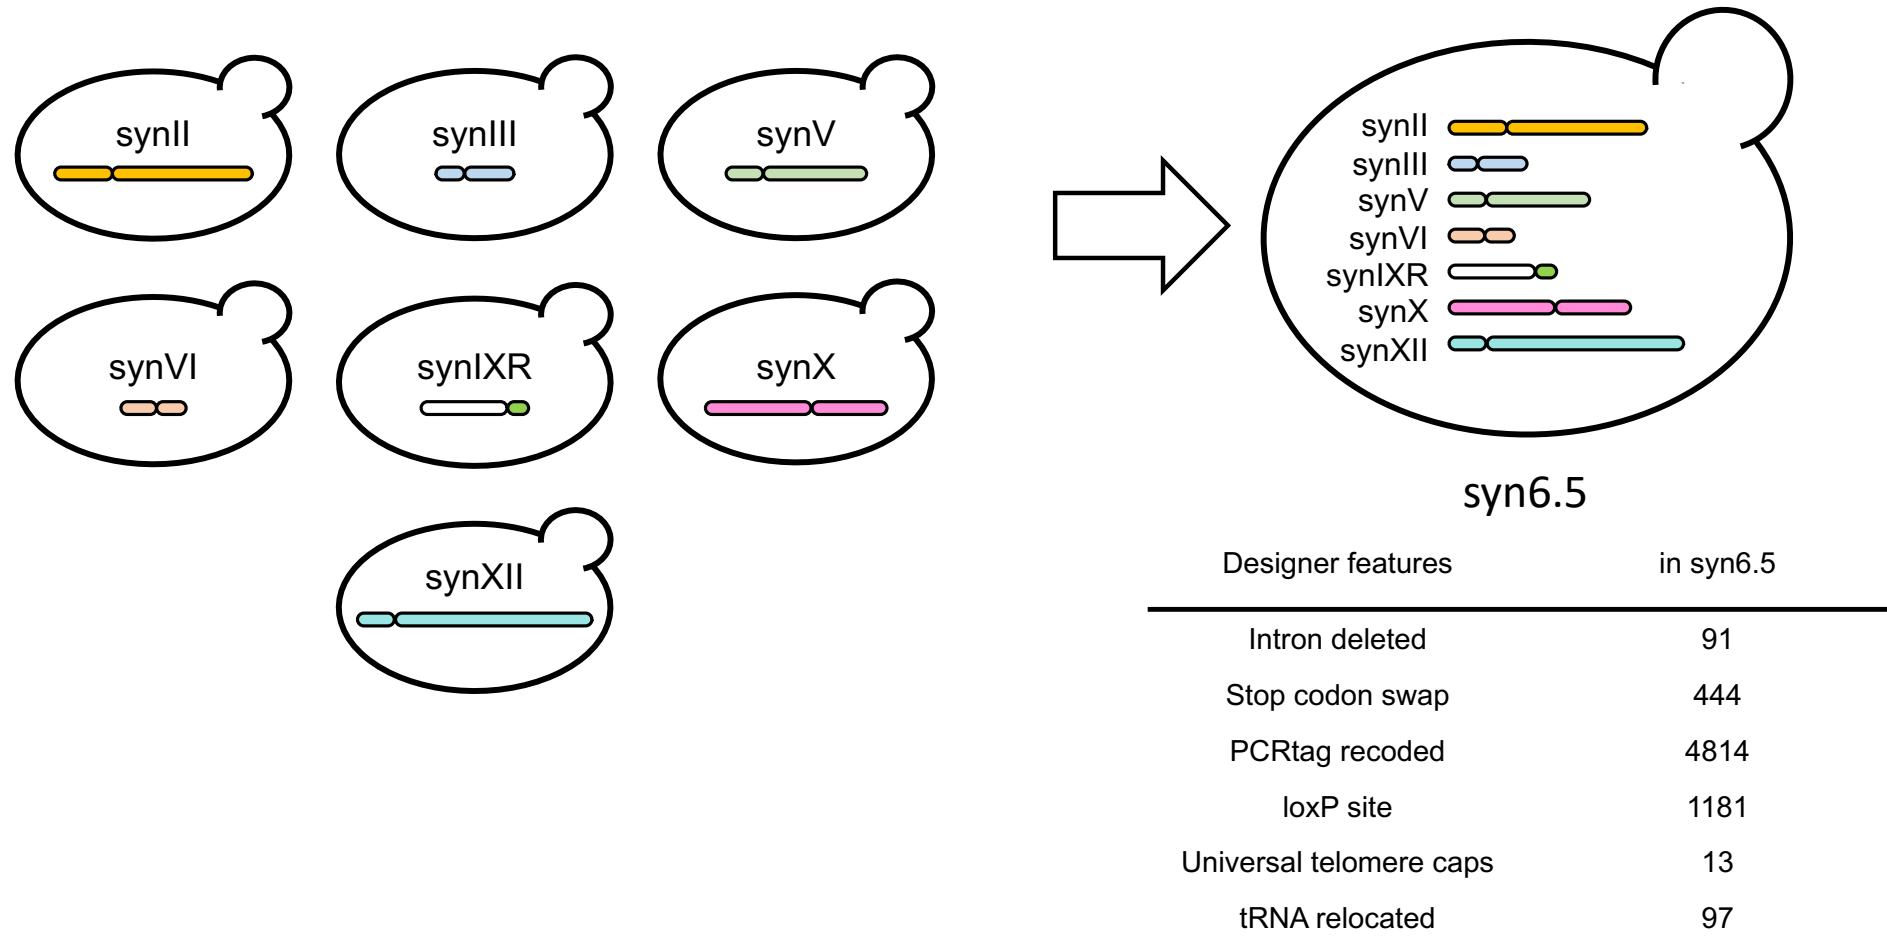 synII
synIII
synV
synVI
synIXR
synX
synXII
synII
synIII
synV
synVI
synIXR
synX
synXII
syn6.5
Designer features in syn6.5
Intron deleted 91
Stop codon swap 444
PCRtag recoded 4814
loxP site 1181
Universal telomere caps 13
tRNA relocated 97